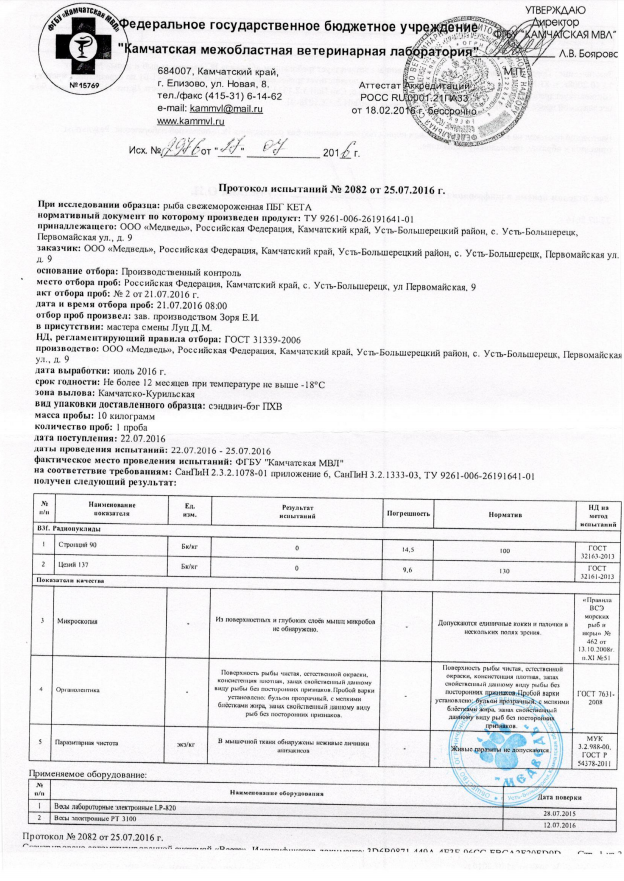 УТВЕРЖДАЮ
Директор
ФГБУ "КАМЧАТСКАЯ МВЛ"
Л.В. Бояровс
М.П.
ФГБУ "Камчатская МВЛ"
№ 15769
Федеральное государственное бюджетное учреждение
"Камчатская межобластная ветеринарная лаборатория"
684007, Камчатский край,
г. Елизово, ул. Новая, 8.
тел./факс (415-31) 6-14-62
e-mail: kammvl@mail.ru
www.kammvl.ru
Аттестат Аккредитации
РОСС RU.0001.21ПА33
от 18.02.2016 г. бессрочно
Исх. № от " " 2016 г.
Протокол испытаний № 2082 от 25.07.2016 г.
При исследовании образца: рыба свежемороженная ПБГ КЕТА
нормативный документ по которому произведен продукт: ТУ 9261-006-26191641-01
принадлежащего: ООО «Медведь», Российская Федерация, Камчатский край, Усть-Большерецкий район, с. Усть-Большерецк,
Первомайская ул., д. 9
заказчик: ООО «Медведь», Российская Федерация, Камчатский край, Усть-Большерецкий район, с. Усть-Большерецк, Первомайская ул.
д. 9
основание отбора: Производственный контроль
место отбора проб: Российская Федерация, Камчатский край, с. Усть-Большерецк, ул Первомайская, 9
акт отбора проб: № 2 от 21.07.2016 г.
дата и время отбора проб: 21.07.2016 08:00
отбор проб произвел: зав. производством Зоря Е.И.
в присутствии: мастера смены Луц Д.М.
НД, регламентирующий правила отбора: ГОСТ 31339-2006
производство: ООО «Медведь», Российская Федерация, Камчатский край, Усть-Большерецкий район, с. Усть-Большерецк, Первомайская
ул., д. 9
дата выработки: июль 2016 г.
срок годности: Не более 12 месяцев при температуре не выше -18°С
зона вылова: Камчатско-Курильская
вид упаковки доставленного образца: сэндвич-бэг ПХВ
масса пробы: 10 килограмм
количество проб: 1 проба
дата поступления: 22.07.2016
даты проведения испытаний: 22.07.2016 - 25.07.2016
фактическое место проведения испытаний: ФГБУ "Камчатская МВЛ"
на соответствие требованиям: СанПиН 2.3.2.1078-01 приложение 6, СанПиН 3.2.1333-03, ТУ 9261-006-26191641-01
получен следующий результат:
№ п/п Наименование показателя Ед. изм. Результат испытаний Погрешность Норматив НД на метод испытаний
ВЗГ. Радионуклиды
1 Стронций 90 Бк/кг 0 14,5 100 ГОСТ 32163-2013
2 Цезий 137 Бк/кг 0 9,6 130 ГОСТ 32161-2013
Показатели качества
3 Микроскопия - Из поверхностных и глубоких слоёв мышц микробов не обнаружено. - Допускаются единичные кокки и палочки в нескольких полях зрения. «Правила ВСЭ морских рыб и икры» № 462 от 13.10.2008г. п.XI №51
4 Органолептика - Поверхность рыбы чистая, естественной окраски, консистенция плотная, запах свойственный данному виду рыбы без посторонних признаков.Пробой варки установлено: бульон прозрачный, с мелкими блёстками жира, запах свойственный данному виду рыб без посторонних признаков. - Поверхность рыбы чистая, естественной окраски, консистенция плотная, запах свойственный данному виду рыбы без посторонних признаков.Пробой варки установлено: бульон прозрачный, с мелкими блёстками жира, запах свойственный данному виду рыб без посторонних признаков. ГОСТ 7631-2008
5 Паразитарная чистота экз/кг В мышечной ткани обнаружены неживые личинки анизакисов - Живые паразиты не допускаются. МУК 3.2.988-00, ГОСТ Р 54378-2011
"МЕДВЕДЬ"
Применяемое оборудование:
№ п/п Наименование оборудования Дата поверки
1 Весы лабораторные электронные LP-820 28.07.2015
2 Весы электронные РТ 3100 12.07.2016
Протокол № 2082 от 25.07.2016 г.